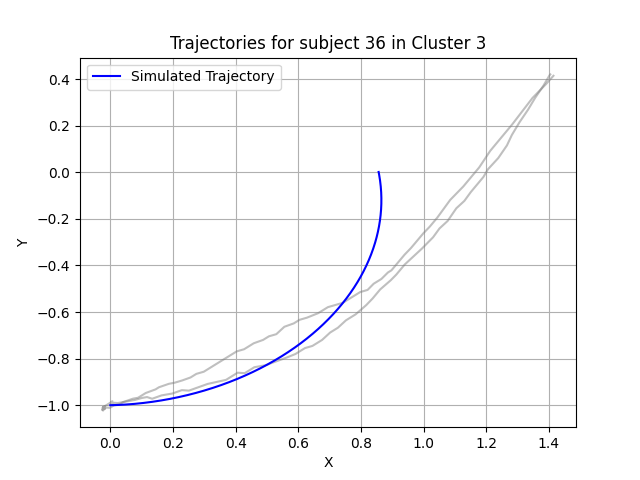 Trajectories for subject 36 in Cluster 3
Simulated Trajectory
Y
0.4
0.2
0.0
−0.2
−0.4
−0.6
−0.8
−1.0
0.0 0.2 0.4 0.6 0.8 1.0 1.2 1.4
X